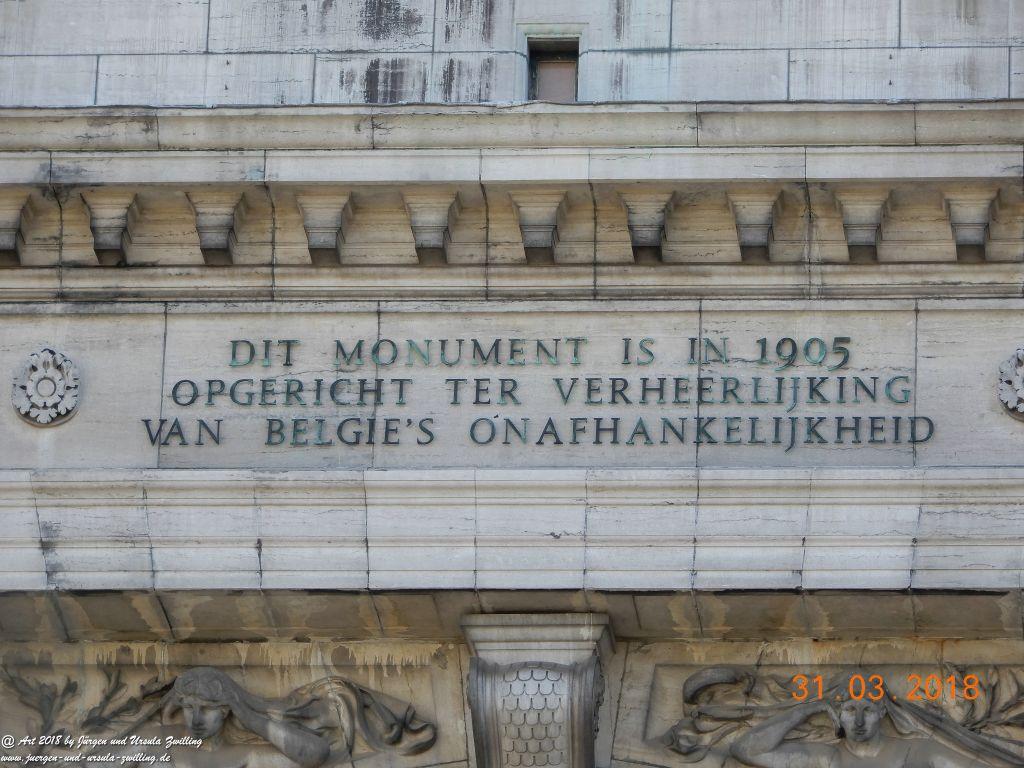 DIT MONUMENT IS IN 1905
OPGERICHT TER VERHEERLIJKING
VAN BELGIE'S ONAFHANKELIJKHEID
31.03.2018
@ Art 2018 by Jürgen und Ursula Zwilling
www.juergen-und-ursula-zwilling.de